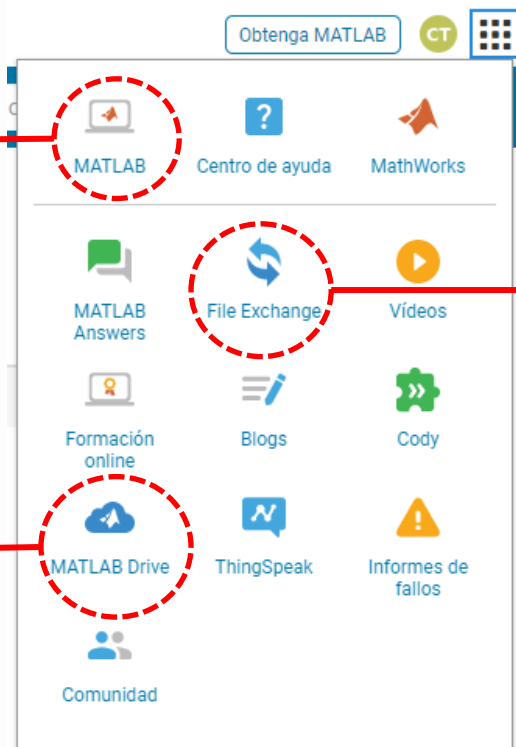 Obtenga MATLAB
CT
MATLAB
Centro de ayuda
MathWorks
MATLAB
Answers
File Exchange
Vídeos
Formación
online
Blogs
Cody
MATLAB Drive
ThingSpeak
Informes de
fallos
Comunidad